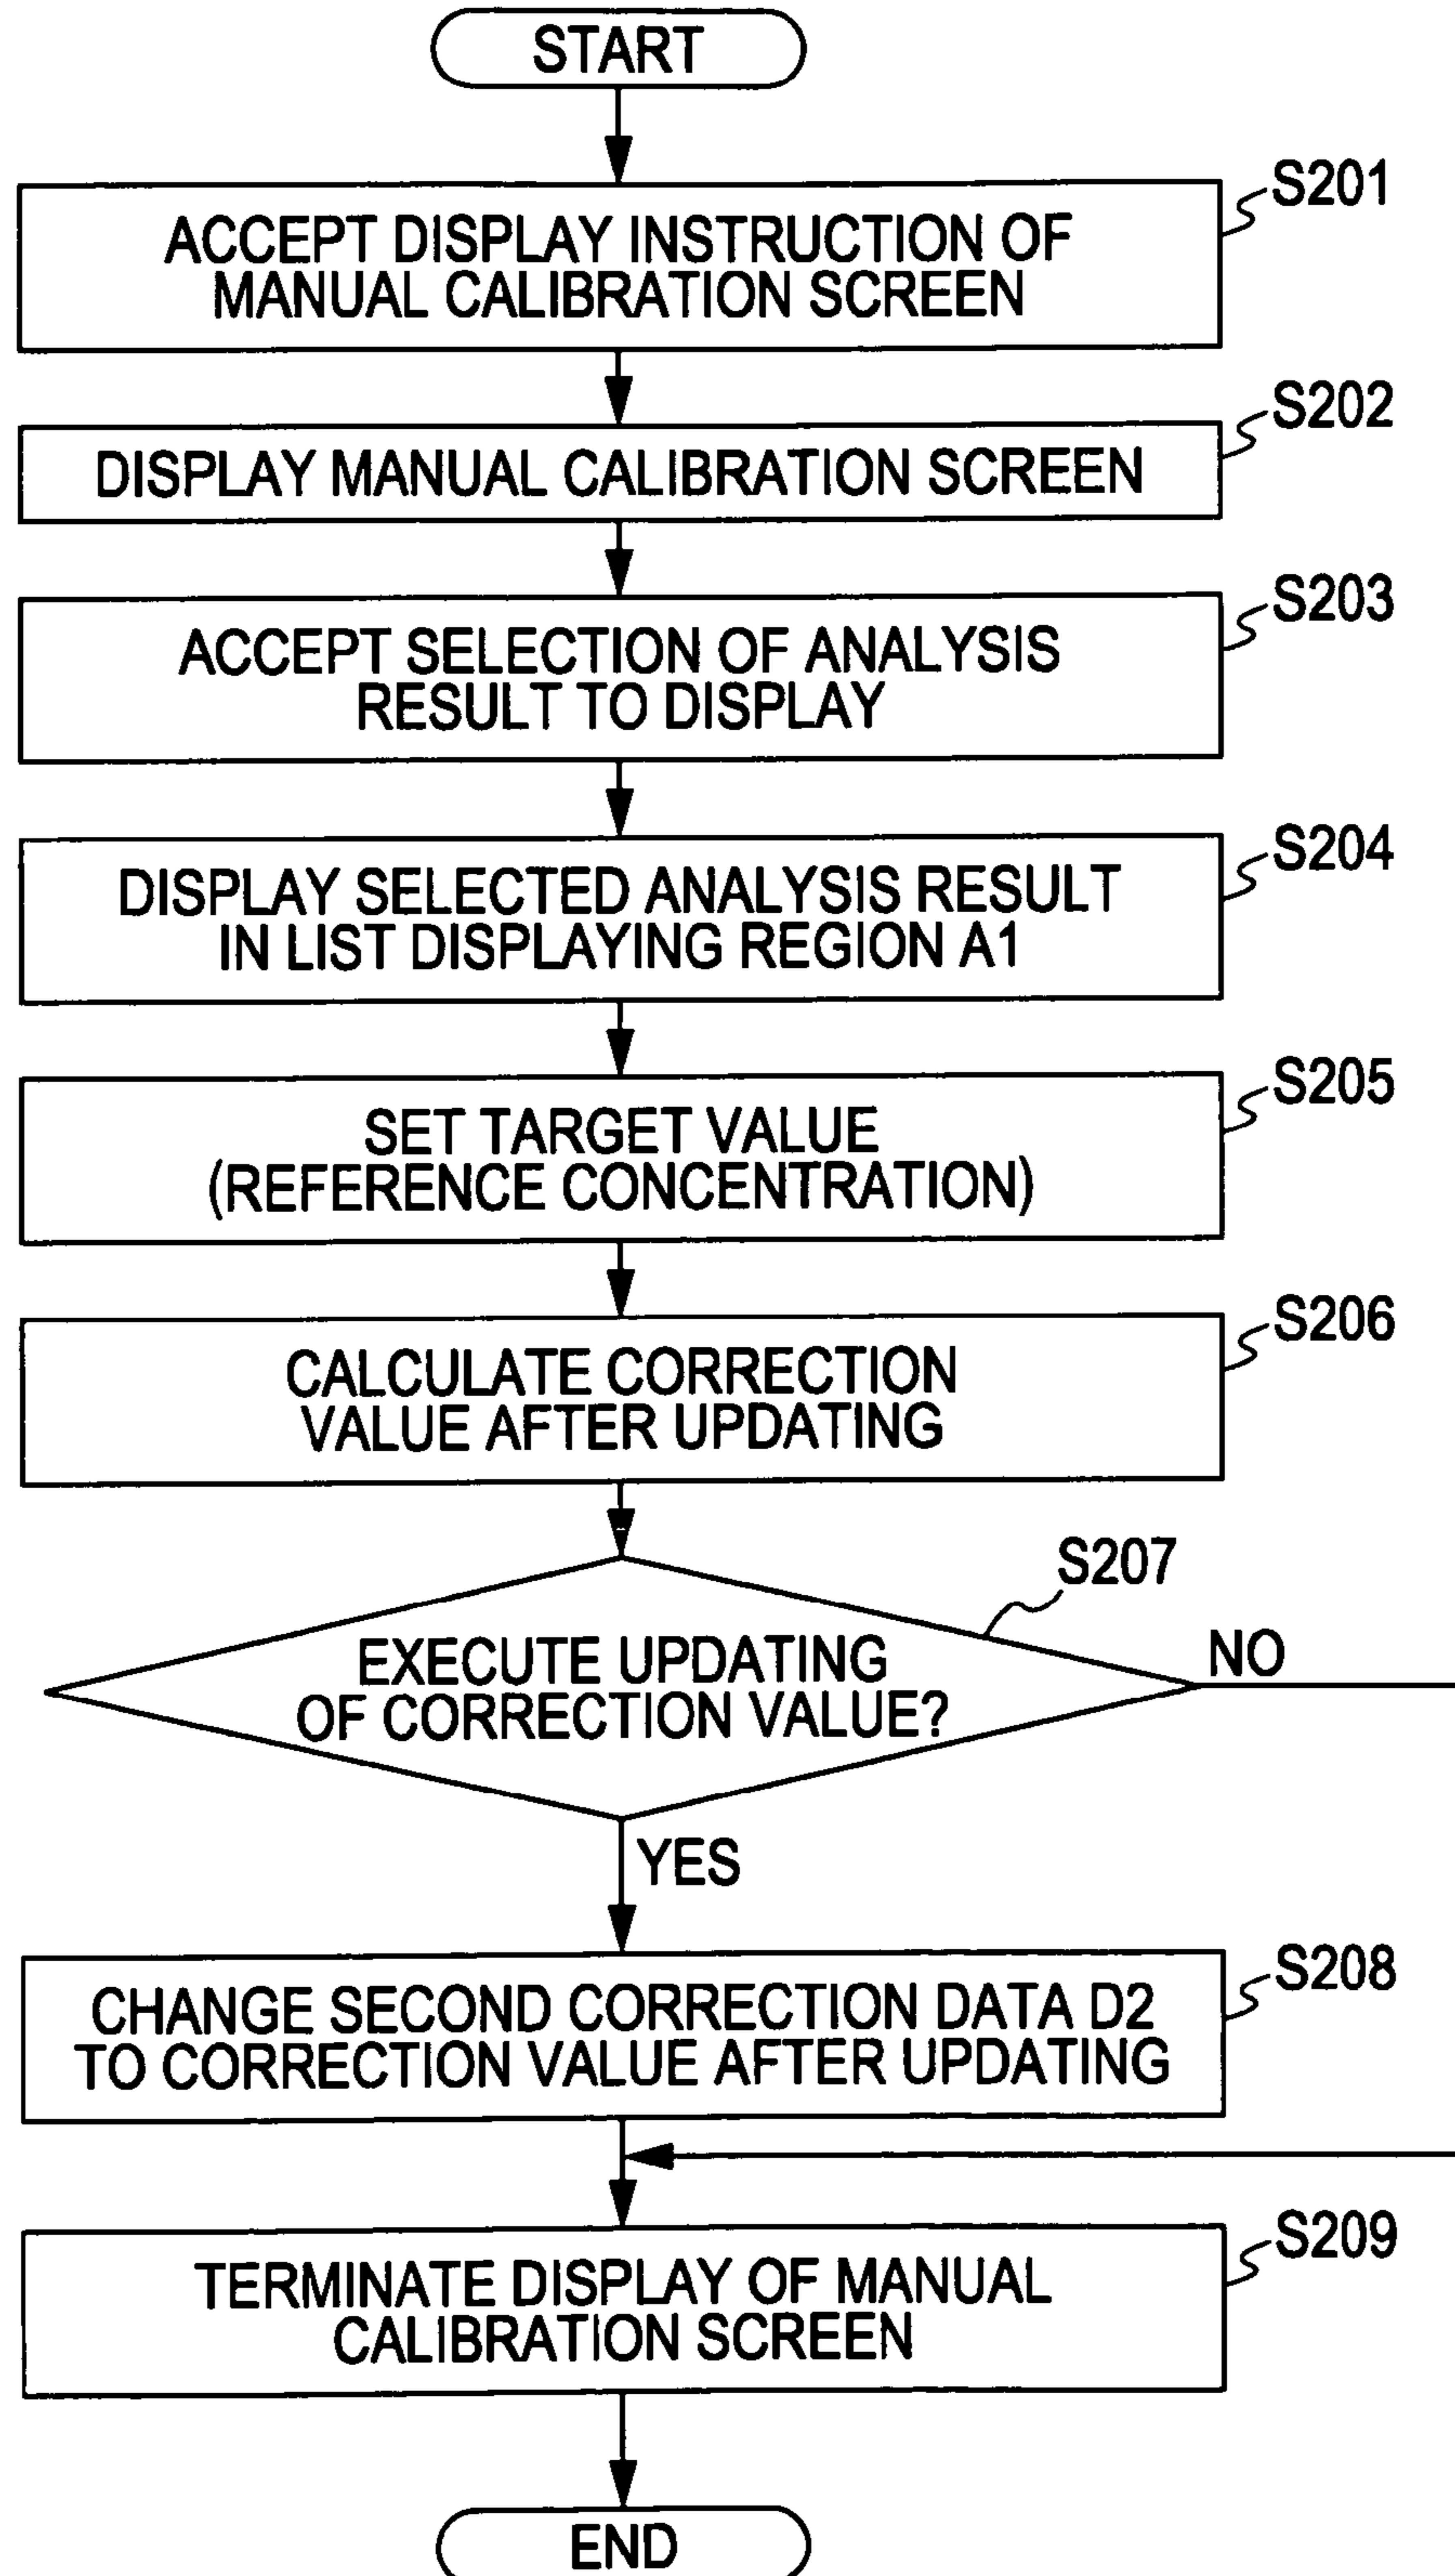 START
S201
ACCEPT DISPLAY INSTRUCTION OF
MANUAL CALIBRATION SCREEN
S202
DISPLAY MANUAL CALIBRATION SCREEN
S203
ACCEPT SELECTION OF ANALYSIS
RESULT TO DISPLAY
S204
DISPLAY SELECTED ANALYSIS RESULT
IN LIST DISPLAYING REGION A1
S205
SET TARGET VALUE
(REFERENCE CONCENTRATION)
S206
CALCULATE CORRECTION
VALUE AFTER UPDATING
S207
EXECUTE UPDATING
OF CORRECTION VALUE?
NO
YES
S208
CHANGE SECOND CORRECTION DATA D2
TO CORRECTION VALUE AFTER UPDATING
S209
TERMINATE DISPLAY OF MANUAL
CALIBRATION SCREEN
END